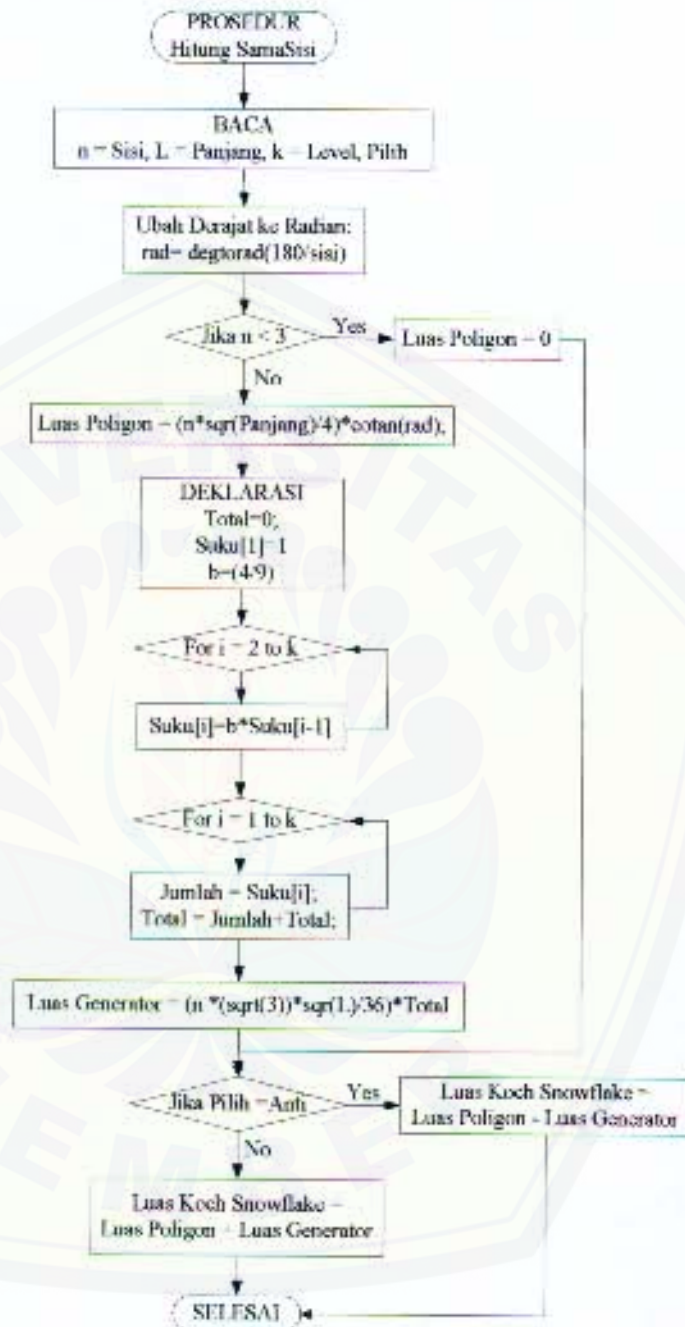 PROSEDUR
Hitung SamaSisi
BACA
n = Sisi, L = Panjang, k = Level, Pilih
Ubah Derajat ke Radian:
rad= degtorad(180/sisi)
Jika n < 3
Yes
Luas Poligon = 0
No
Luas Poligon = (n*sqr(Panjang)/4)*cotan(rad);
DEKLARASI
Total=0;
Suku[1]=1
b=(4/9)
For i = 2 to k
Suku[i]=b*Suku[i-1]
For i = 1 to k
Jumlah = Suku[i];
Total = Jumlah+Total;
Luas Generator = (n *(sqrt(3))*sqr(L)/36)*Total
Jika Pilih =Anti
Yes
Luas Koch Snowflake =
Luas Poligon - Luas Generator
No
Luas Koch Snowflake =
Luas Poligon + Luas Generator
SELESAI
UNIVERSITAS
JEMBER